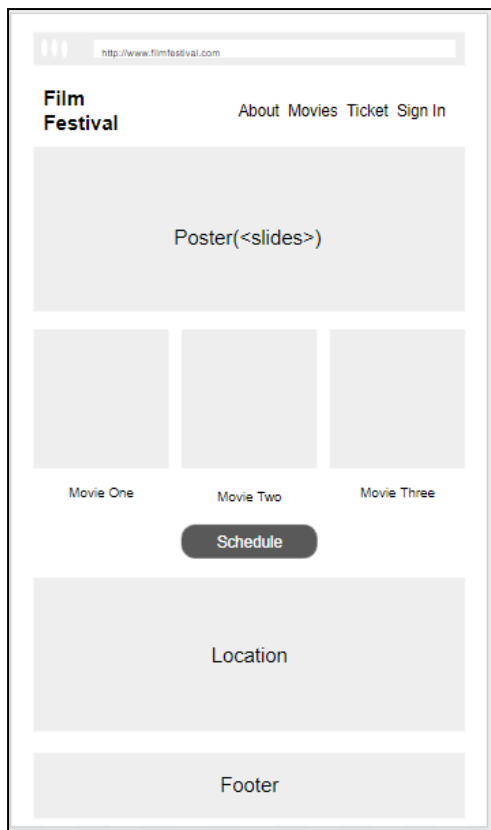 http://www.filmfestival.com
Film
Festival
About Movies Ticket Sign In
Poster(<slides>)
Movie One
Movie Two
Movie Three
Schedule
Location
Footer